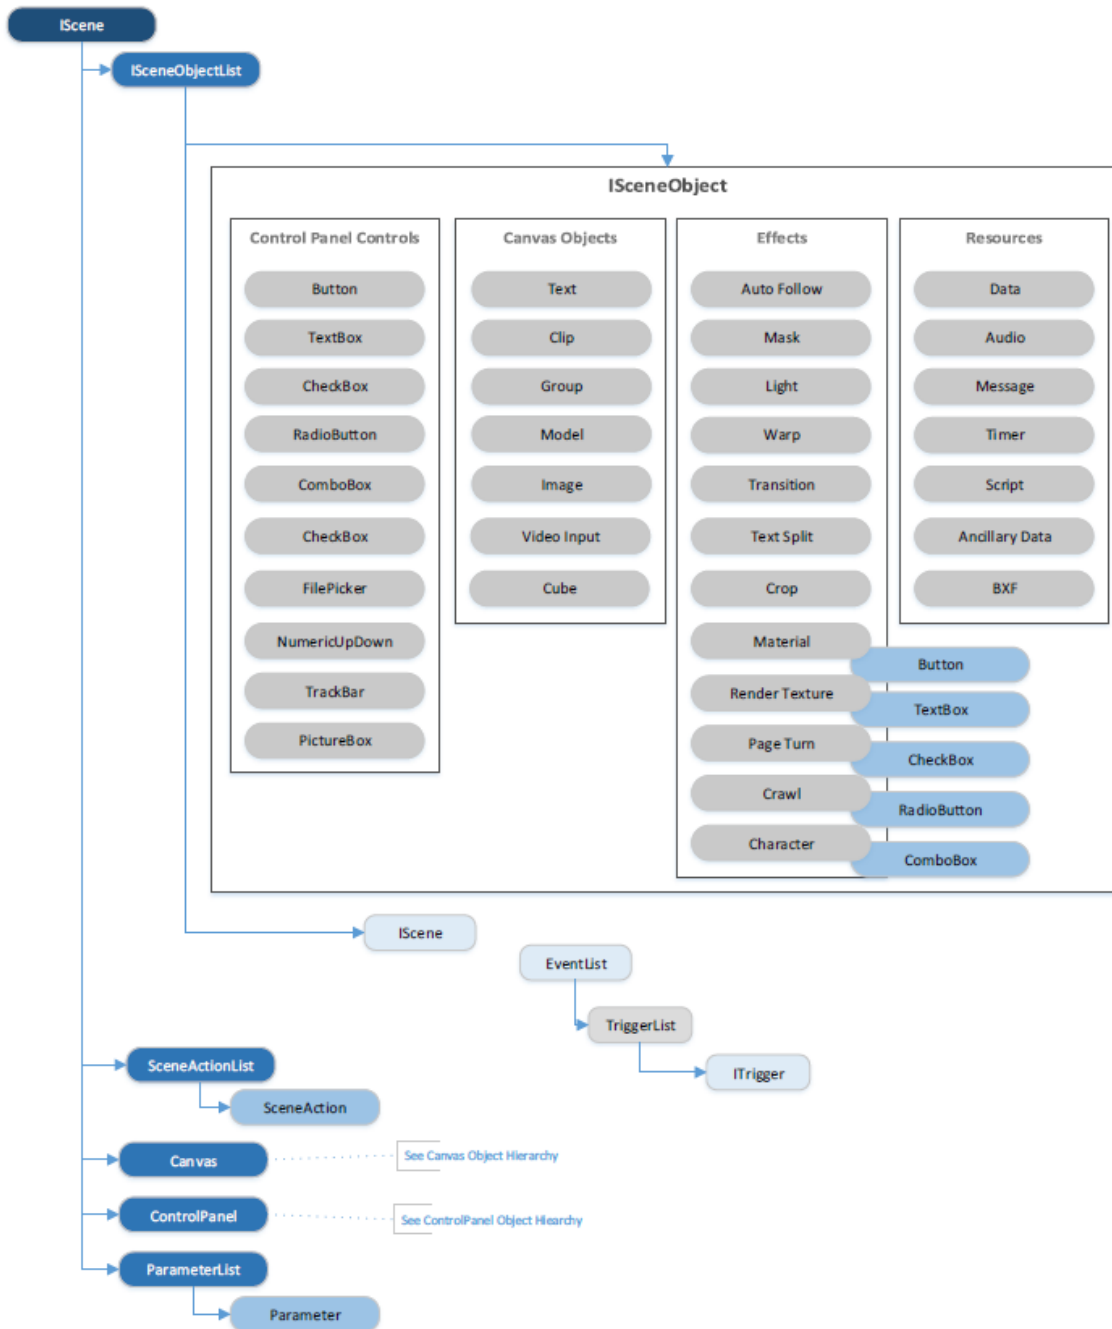 IScene
ISceneObjectList
ISceneObject
Control Panel Controls
Button
TextBox
CheckBox
RadioButton
ComboBox
CheckBox
FilePicker
NumericUpDown
TrackBar
PictureBox
Canvas Objects
Text
Clip
Group
Model
Image
Video Input
Cube
Effects
Auto Follow
Mask
Light
Warp
Transition
Text Split
Crop
Material
Render Texture
Page Turn
Crawl
Character
Resources
Data
Audio
Message
Timer
Script
Ancillary Data
BXF
Button
TextBox
CheckBox
RadioButton
ComboBox
IScene
EventList
TriggerList
ITrigger
SceneActionList
SceneAction
Canvas
See Canvas Object Hierarchy
ControlPanel
See ControlPanel Object Hiearchy
ParameterList
Parameter